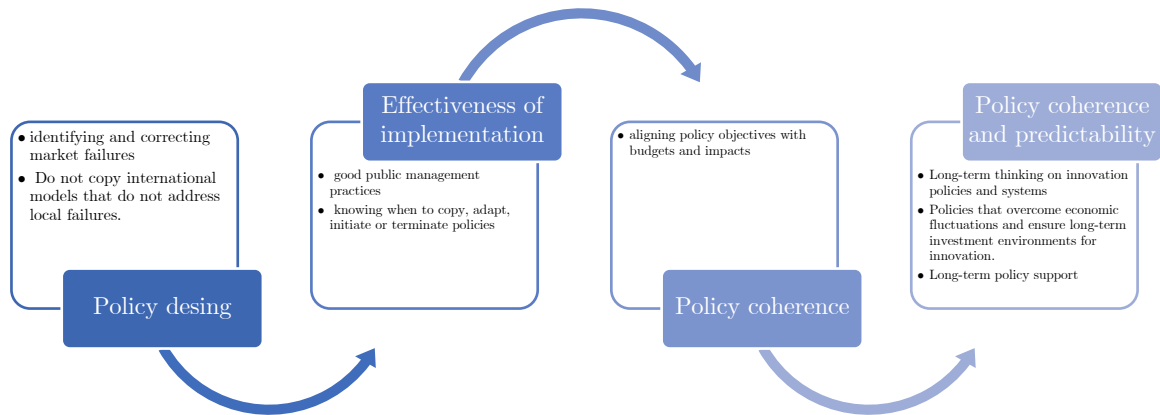 • identifying and correcting
market failures
• Do not copy international
models that do not address
local failures.
Policy desing
Effectiveness of
implementation
• good public management
practices
• knowing when to copy, adapt,
initiate or terminate policies
• aligning policy objectives with
budgets and impacts
Policy coherence
Policy coherence
and predictability
• Long-term thinking on innovation
policies and systems
• Policies that overcome economic
fluctuations and ensure long-term
investment environments for
innovation.
• Long-term policy support